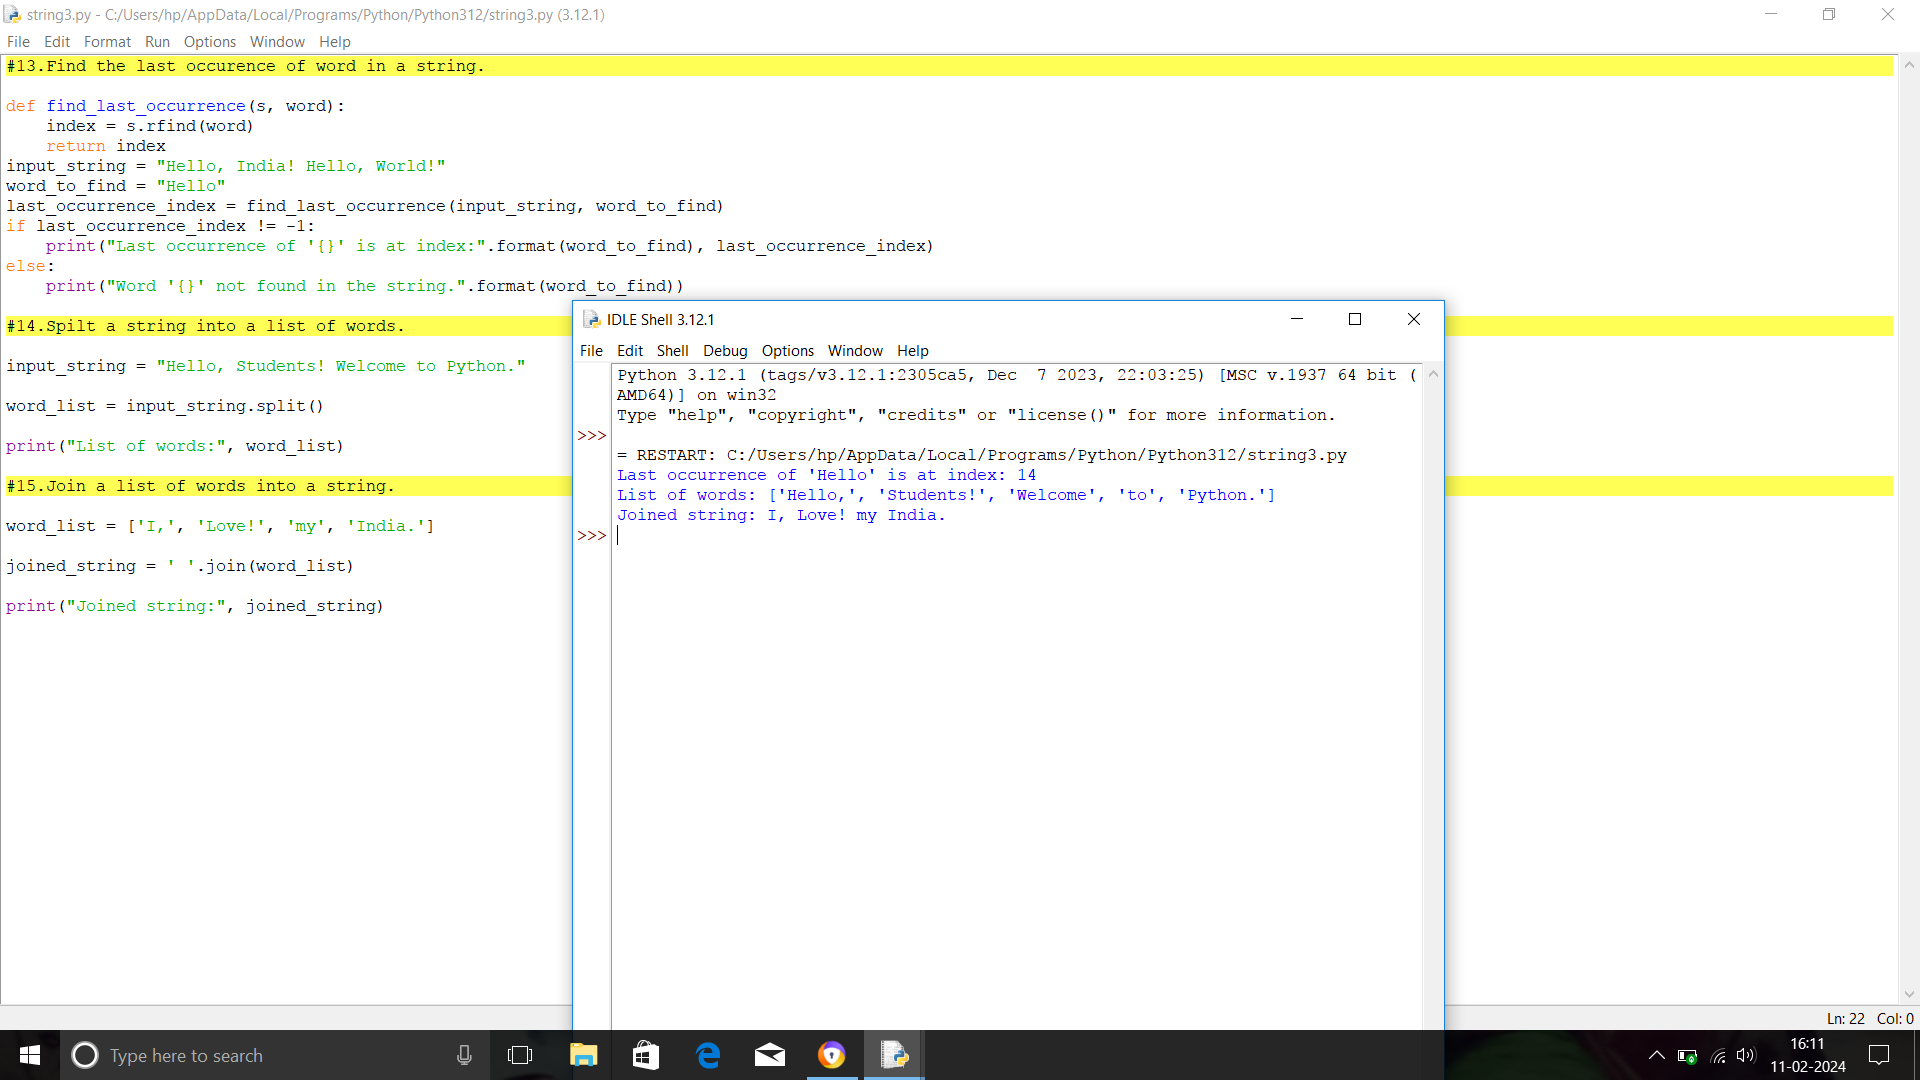 string3.py - C:/Users/hp/AppData/Local/Programs/Python/Python312/string3.py (3.12.1)
File Edit Format Run Options Window Help
#13.Find the last occurence of word in a string.
def find_last_occurrence(s, word):
    index = s.rfind(word)
    return index
input_string = "Hello, India! Hello, World!"
word_to_find = "Hello"
last_occurrence_index = find_last_occurrence(input_string, word_to_find)
if last_occurrence_index != -1:
    print("Last occurrence of '{}' is at index:".format(word_to_find), last_occurrence_index)
else:
    print("Word '{}' not found in the string.".format(word_to_find))
#14.Spilt a string into a list of words.
input_string = "Hello, Students! Welcome to Python."
word_list = input_string.split()
print("List of words:", word_list)
#15.Join a list of words into a string.
word_list = ['I,', 'Love!', 'my', 'India.']
joined_string = ' '.join(word_list)
print("Joined string:", joined_string)
IDLE Shell 3.12.1
File Edit Shell Debug Options Window Help
Python 3.12.1 (tags/v3.12.1:2305ca5, Dec  7 2023, 22:03:25) [MSC v.1937 64 bit (
AMD64)] on win32
Type "help", "copyright", "credits" or "license()" for more information.
>>>
= RESTART: C:/Users/hp/AppData/Local/Programs/Python/Python312/string3.py
Last occurrence of 'Hello' is at index: 14
List of words: ['Hello,', 'Students!', 'Welcome', 'to', 'Python.']
Joined string: I, Love! my India.
>>>
Ln: 22 Col: 0
Type here to search
16:11
11-02-2024